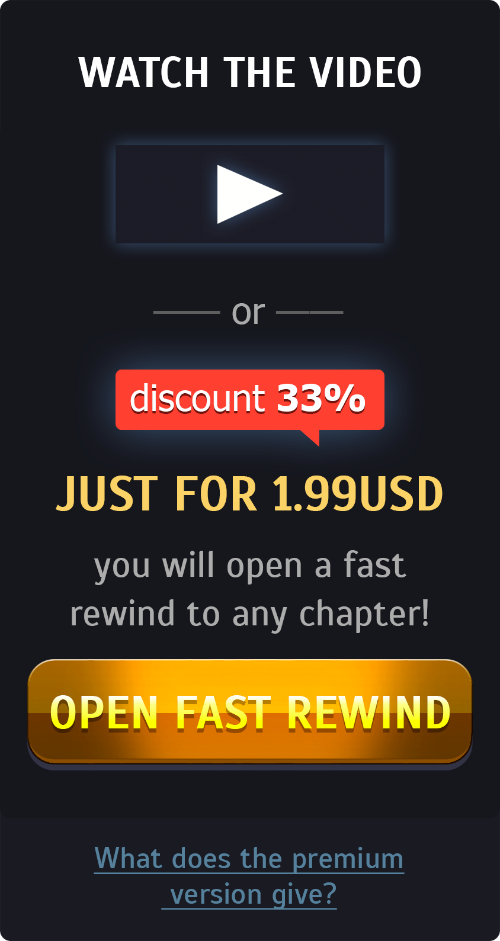 WATCH THE VIDEO
or
discount 33%
JUST FOR 1.99USD
you will open a fast
rewind to any chapter!
OPEN FAST REWIND
What does the premium
version give?